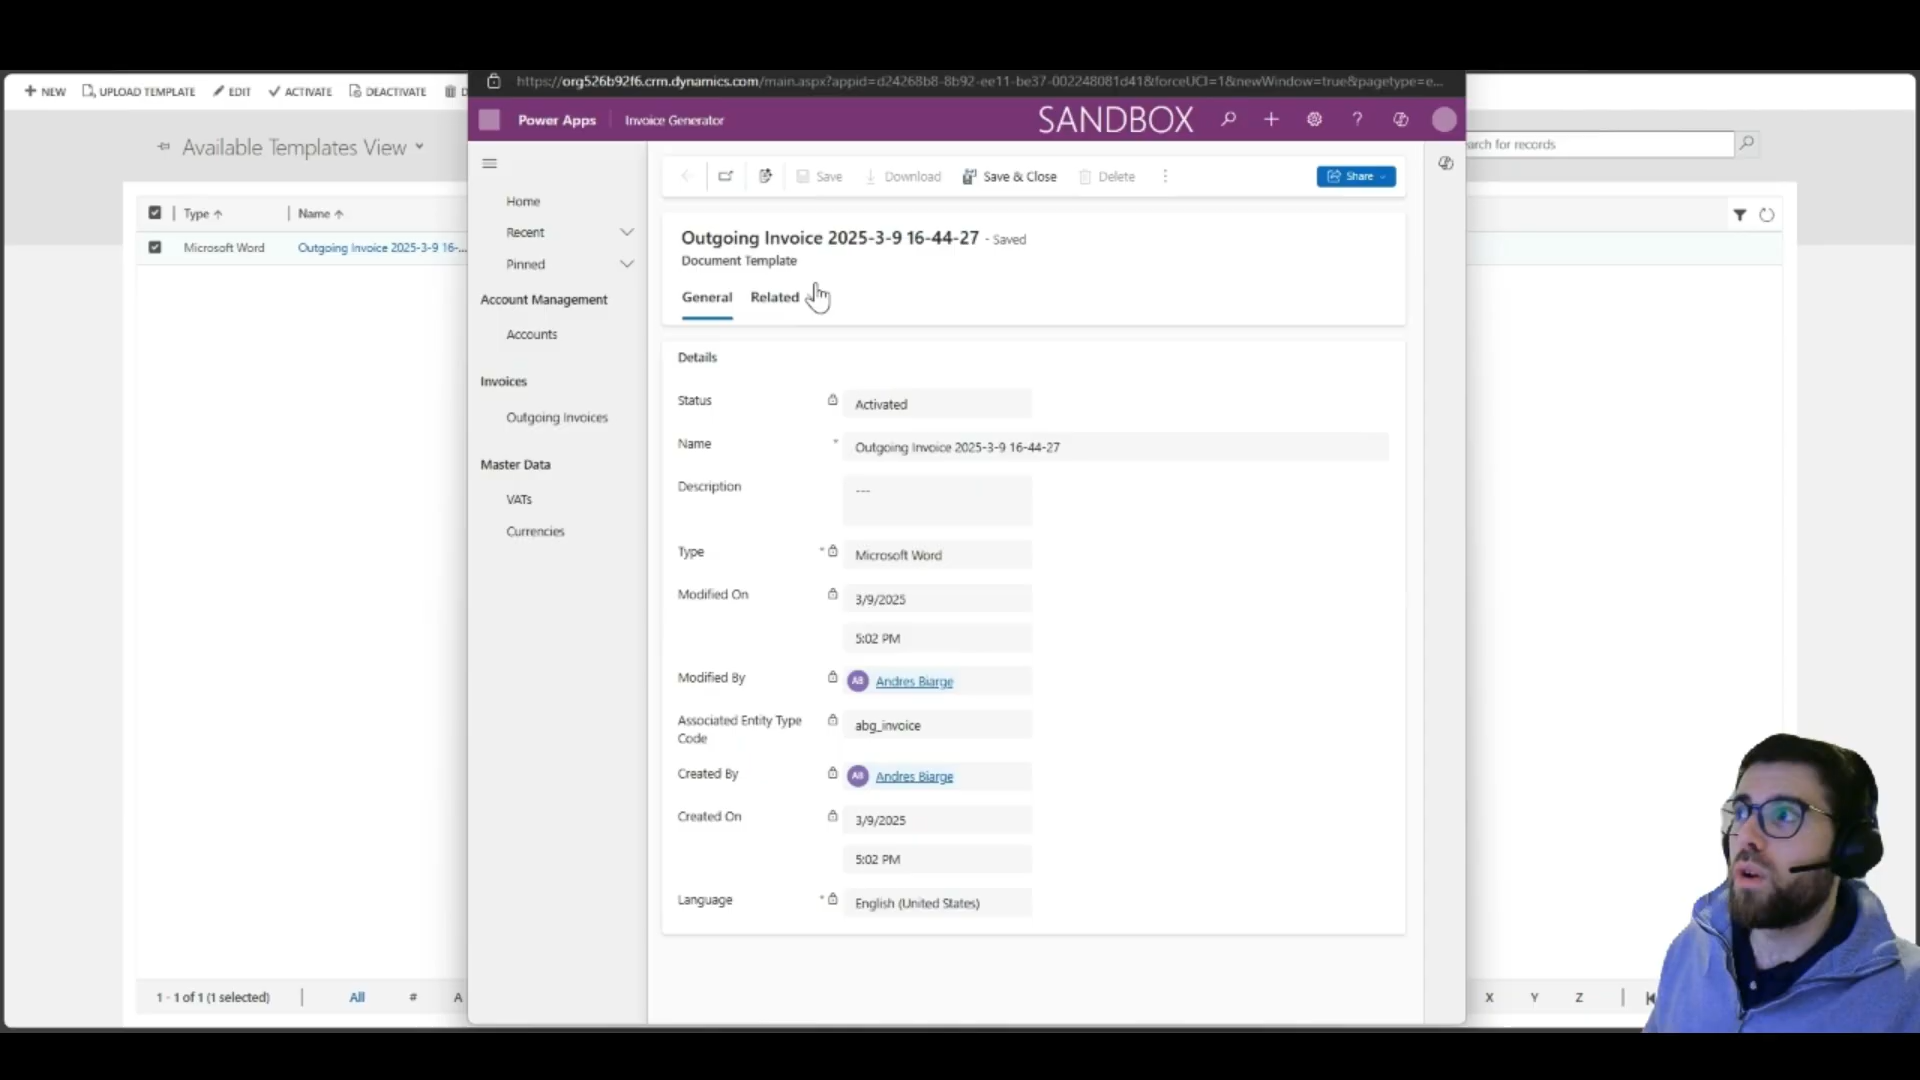 https://org526b92f6.crm.dynamics.com/main.aspx?appid=d24268b8-8b92-ee11-be37-002248081d41&forceUCI=1&newWindow=true&pagetype=e...
NEW UPLOAD TEMPLATE EDIT ACTIVATE DEACTIVATE D
Power Apps Invoice Generator SANDBOX
Available Templates View
arch for records
Save Download Save & Close Delete Share
Type Name
Microsoft Word Outgoing Invoice 2025-3-9 16-...
Home
Recent
Pinned
Account Management
Accounts
Invoices
Outgoing Invoices
Master Data
VATs
Currencies
Outgoing Invoice 2025-3-9 16-44-27 - Saved
Document Template
General Related
Details
Status Activated
Name * Outgoing Invoice 2025-3-9 16-44-27
Description ---
Type * Microsoft Word
Modified On 3/9/2025
5:02 PM
Modified By AB Andres Biarge
Associated Entity Type
Code
abg_invoice
Created By AB Andres Biarge
Created On 3/9/2025
5:02 PM
Language * English (United States)
1 - 1 of 1 (1 selected) All # A X Y Z